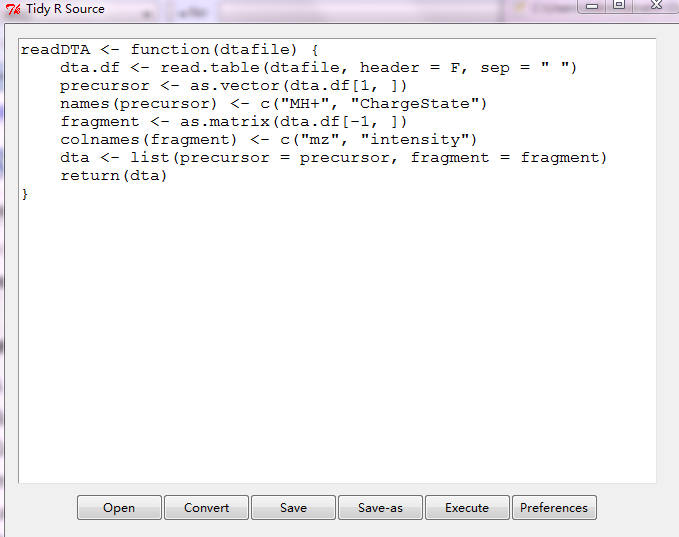 Tk Tidy R Source
readDTA <- function(dtafile) {
    dta.df <- read.table(dtafile, header = F, sep = " ")
    precursor <- as.vector(dta.df[1, ])
    names(precursor) <- c("MH+", "ChargeState")
    fragment <- as.matrix(dta.df[-1, ])
    colnames(fragment) <- c("mz", "intensity")
    dta <- list(precursor = precursor, fragment = fragment)
    return(dta)
}
Open Convert Save Save-as Execute Preferences